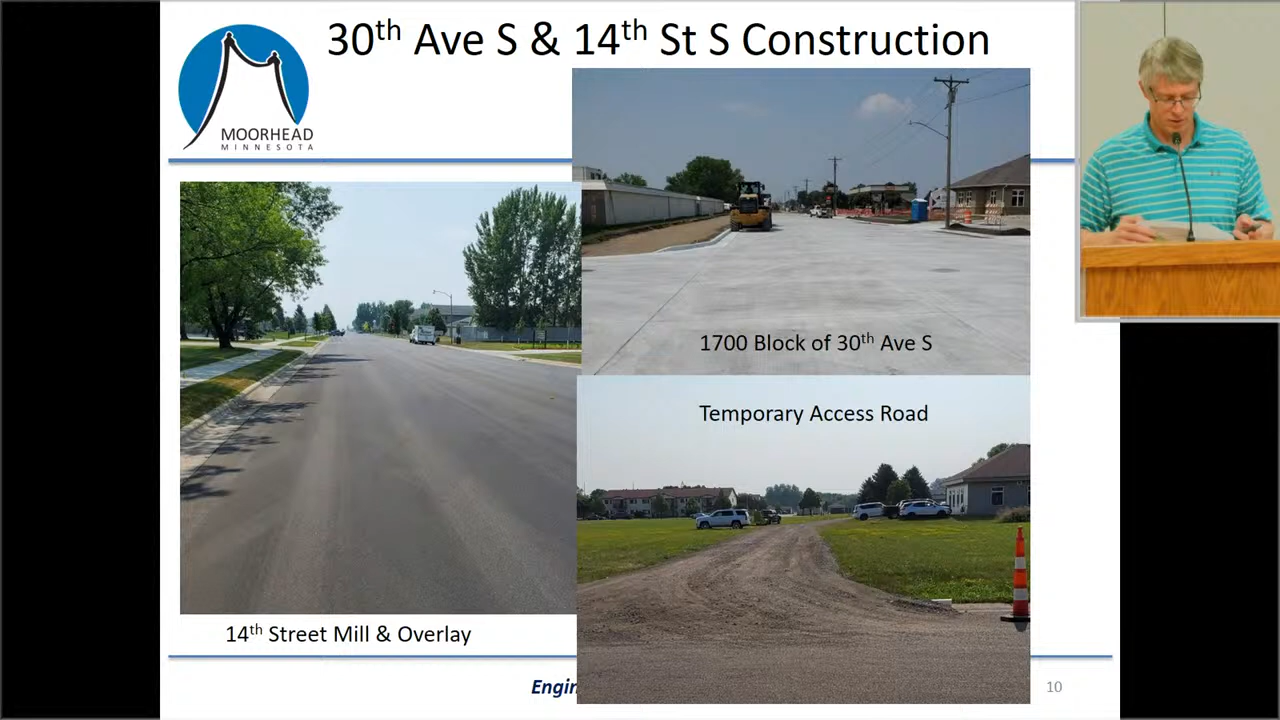 30th Ave S & 14th St S Construction
MOORHEAD
MINNESOTA
1700 Block of 30th Ave S
Temporary Access Road
14th Street Mill & Overlay
10